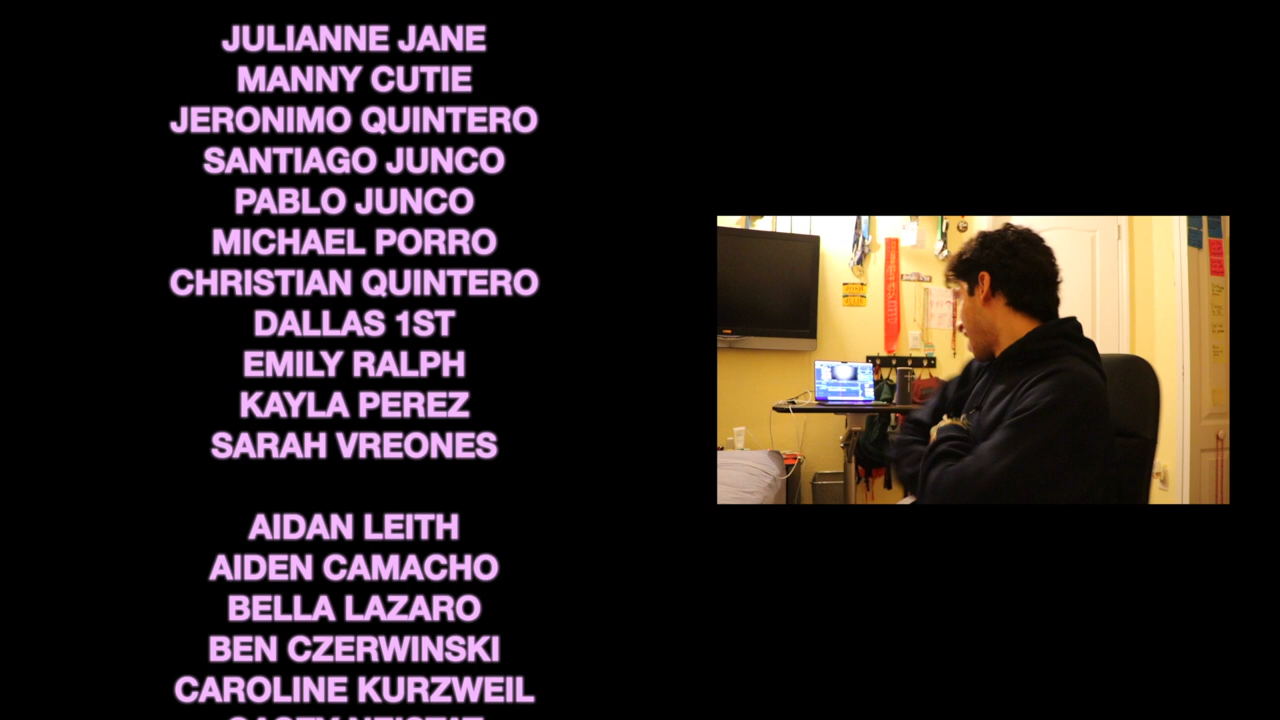 JULIANNE JANE
MANNY CUTIE
JERONIMO QUINTERO
SANTIAGO JUNCO
PABLO JUNCO
MICHAEL PORRO
CHRISTIAN QUINTERO
DALLAS 1ST
EMILY RALPH
KAYLA PEREZ
SARAH VREONES
AIDAN LEITH
AIDEN CAMACHO
BELLA LAZARO
BEN CZERWINSKI
CAROLINE KURZWEIL